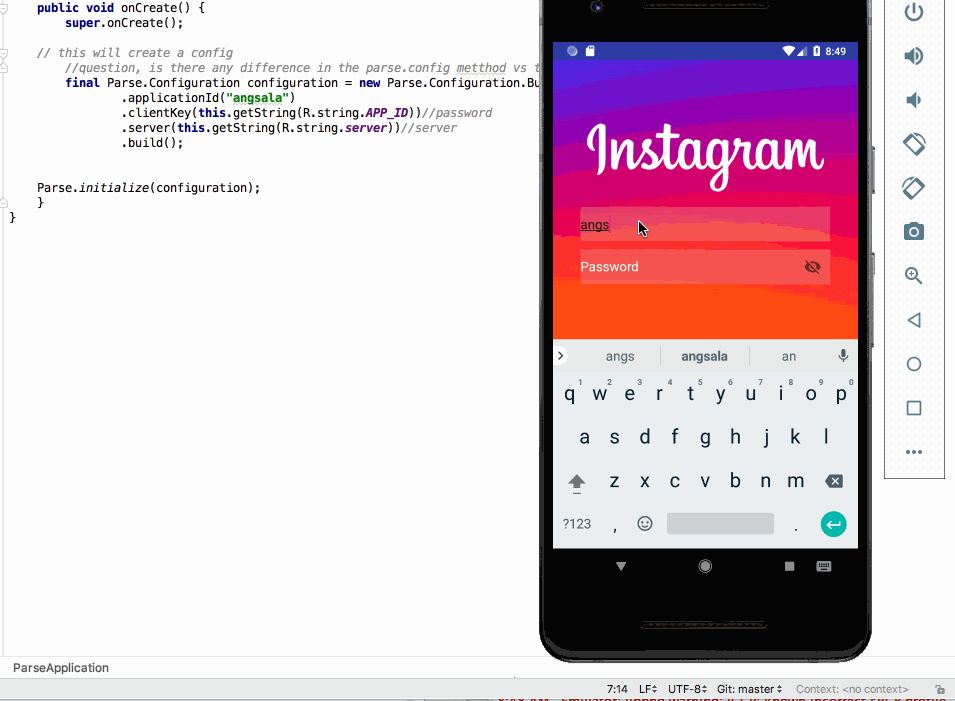 public void onCreate() {
super.onCreate();
// this will create a config
//question, is there any difference in the parse.config metthod vs t
final Parse.Configuration configuration = new Parse.Configuration.Bu
.applicationId("angsala")
.clientKey(this.getString(R.string.APP_ID))//password
.server(this.getString(R.string.server))//server
.build();
Parse.initialize(configuration);
}
}
8:49
Instagram
angs
Password
angs angsala an
1 2 3 4 5 6 7 8 9 0
q w e r t y u i o p
a s d f g h j k l
z x c v b n m
?123 , .
ParseApplication
7:14 LF UTF-8 Git: master Context: <no context>